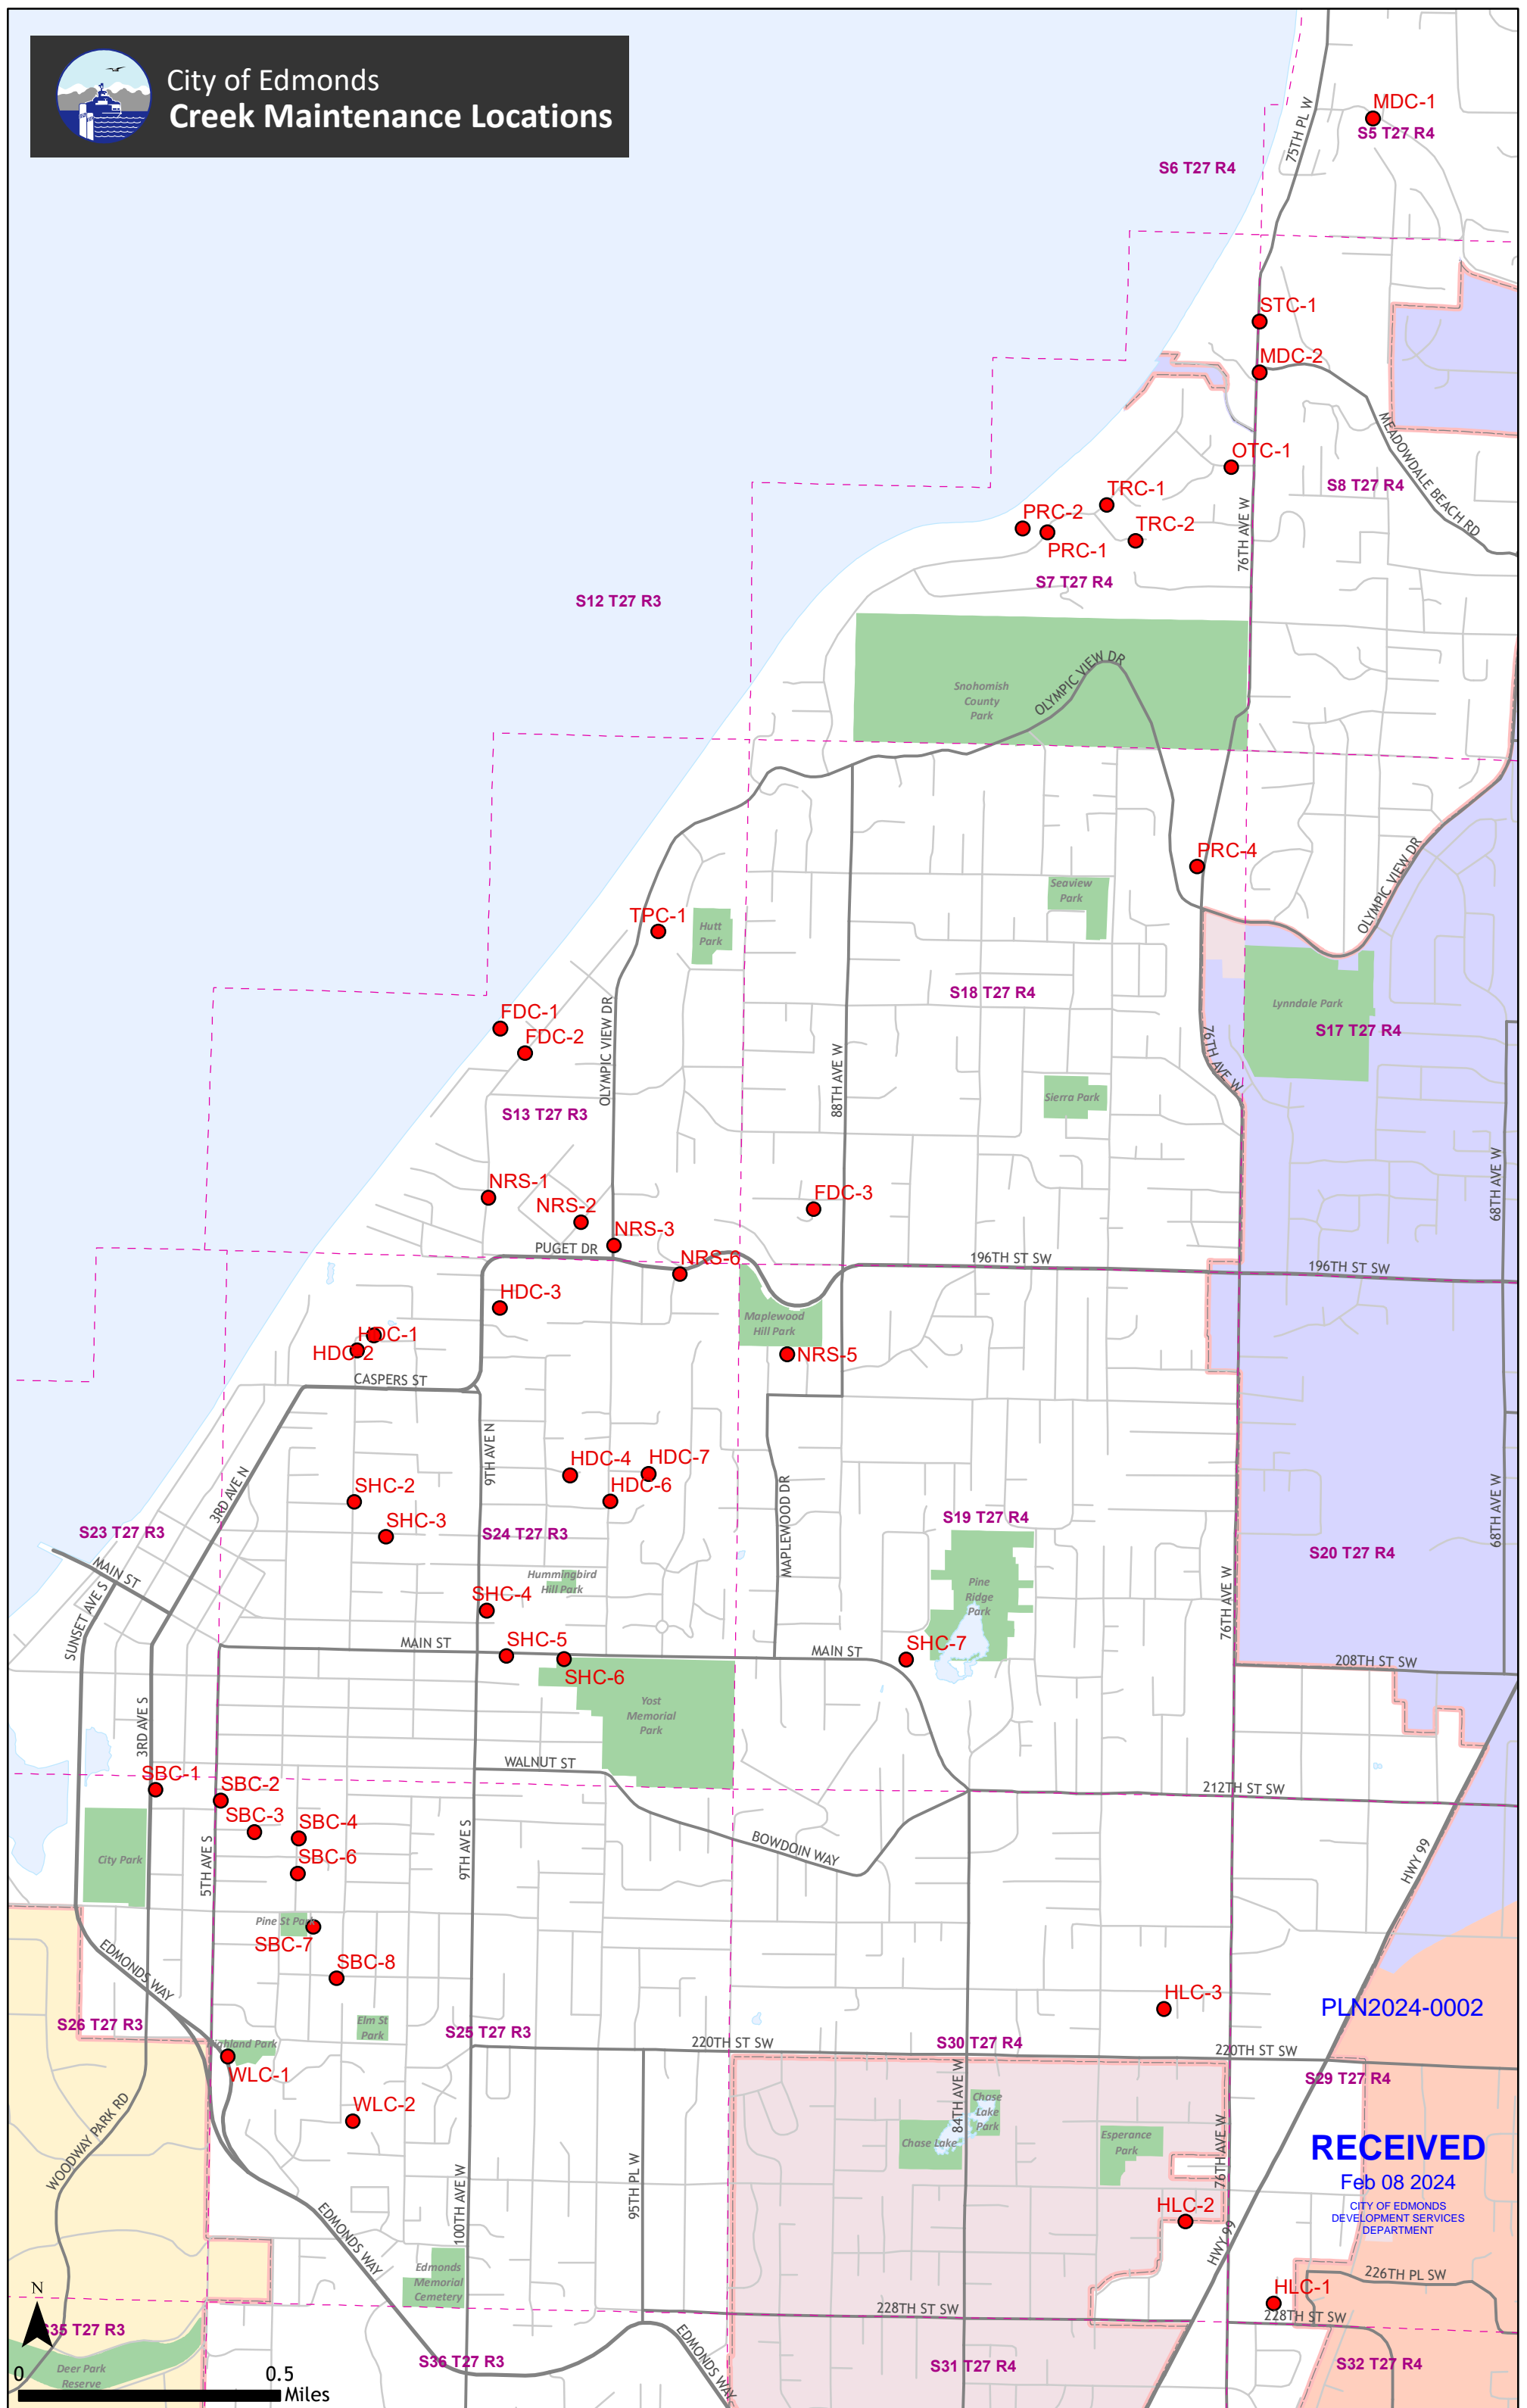 City of Edmonds
Creek Maintenance Locations
MDC-1
S5 T27 R4
75TH PL W
S6 T27 R4
STC-1
MDC-2
MEADOWDALE BEACH RD
OTC-1
S8 T27 R4
TRC-1
PRC-2
TRC-2
PRC-1
76TH AVE W
S7 T27 R4
S12 T27 R3
OLYMPIC VIEW DR
Snohomish
County
Park
PRC-4
OLYMPIC VIEW DR
Seaview
Park
TPC-1
Hutt
Park
S18 T27 R4
Lynndale Park
S17 T27 R4
FDC-1
FDC-2
OLYMPIC VIEW DR
88TH AVE W
76TH AVE W
Sierra Park
S13 T27 R3
68TH AVE W
NRS-1
NRS-2
FDC-3
NRS-3
PUGET DR
NRS-6
196TH ST SW
196TH ST SW
HDC-3
Maplewood
Hill Park
HDC-1
HDC-2
NRS-5
CASPERS ST
9TH AVE N
HDC-4
HDC-7
HDC-6
SHC-2
3RD AVE N
SHC-3
MAPLEWOOD DR
S23 T27 R3
S24 T27 R3
S19 T27 R4
68TH AVE W
S20 T27 R4
MAIN ST
Hummingbird
Hill Park
Pine
Ridge
Park
SUNSET AVE S
SHC-4
76TH AVE W
MAIN ST
SHC-5
MAIN ST
SHC-7
SHC-6
208TH ST SW
Yost
Memorial
Park
3RD AVE S
WALNUT ST
SBC-1
SBC-2
212TH ST SW
SBC-3
SBC-4
BOWDOIN WAY
City Park
SBC-6
5TH AVE S
9TH AVE S
HWY 99
Pine St Park
SBC-7
EDMONDS WAY
SBC-8
HLC-3
PLN2024-0002
S26 T27 R3
Elm St
Park
S25 T27 R3
220TH ST SW
S30 T27 R4
220TH ST SW
Highland Park
WLC-1
S29 T27 R4
84TH AVE W
Chase
Lake
Park
WLC-2
WOODWAY PARK RD
Chase Lake
Esperance
Park
RECEIVED
Feb 08 2024
CITY OF EDMONDS
DEVELOPMENT SERVICES
DEPARTMENT
76TH AVE W
100TH AVE W
95TH PL W
HLC-2
EDMONDS WAY
HWY 99
Edmonds
Memorial
Cemetery
226TH PL SW
HLC-1
N
228TH ST SW
228TH ST SW
S35 T27 R3
EDMONDS WAY
S36 T27 R3
S31 T27 R4
S32 T27 R4
Deer Park
Reserve
0
0.5
Miles